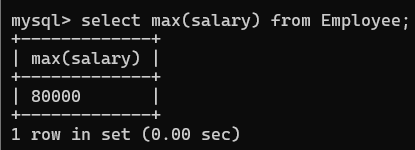 mysql> select max(salary) from Employee;
+-------------+
| max(salary) |
+-------------+
| 80000       |
+-------------+
1 row in set (0.00 sec)